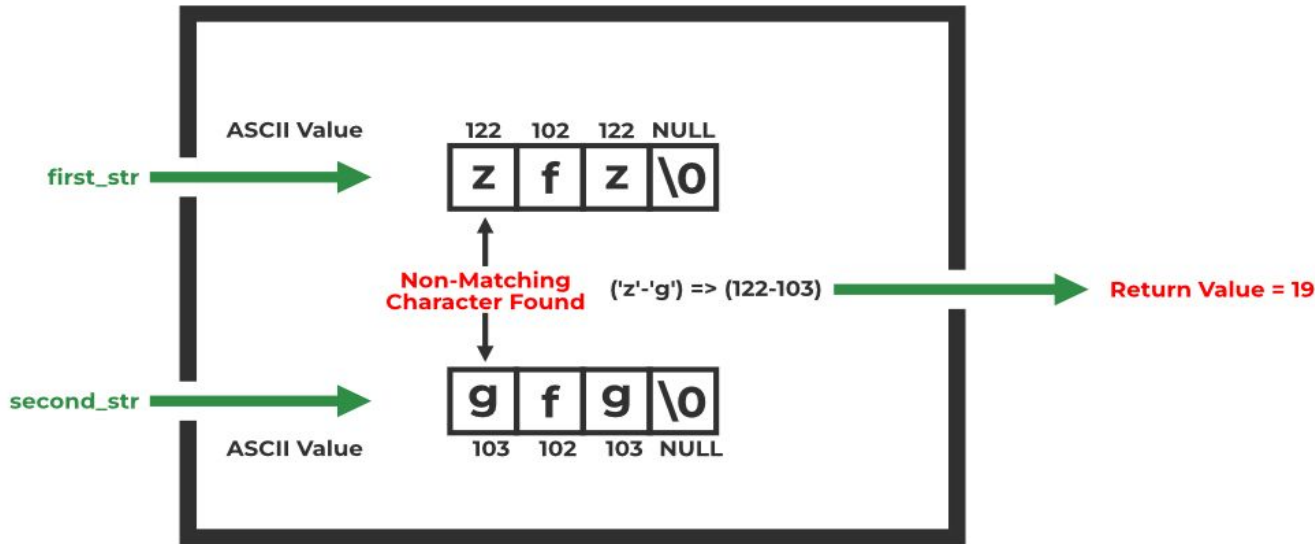 ASCII Value
122 102 122 NULL
first_str
z f z \0
Non-Matching
Character Found
('z'-'g') => (122-103)
Return Value = 19
second_str
g f g \0
ASCII Value
103 102 103 NULL